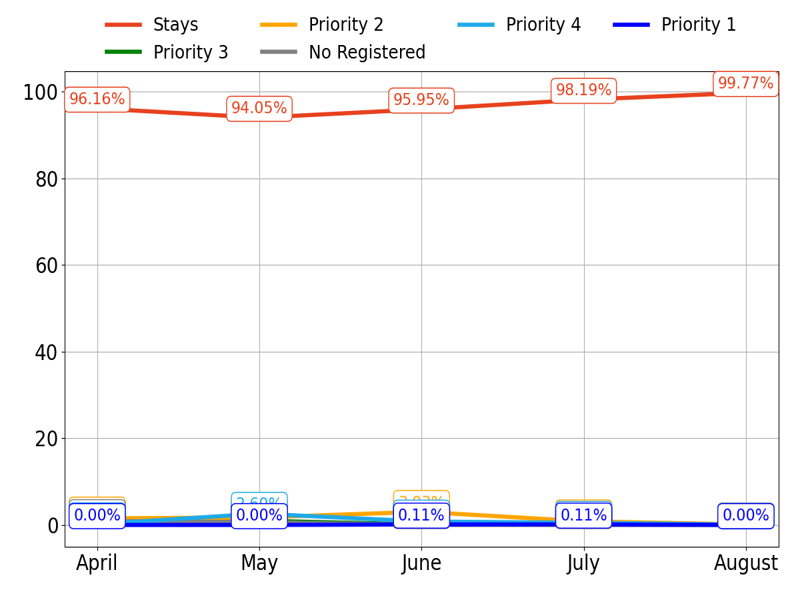 Stays Priority 2 Priority 4 Priority 1
Priority 3 No Registered
100
80
60
40
20
0
96.16% 94.05% 95.95% 98.19% 99.77%
0.00% 0.00% 0.11% 0.11% 0.00%
April May June July August